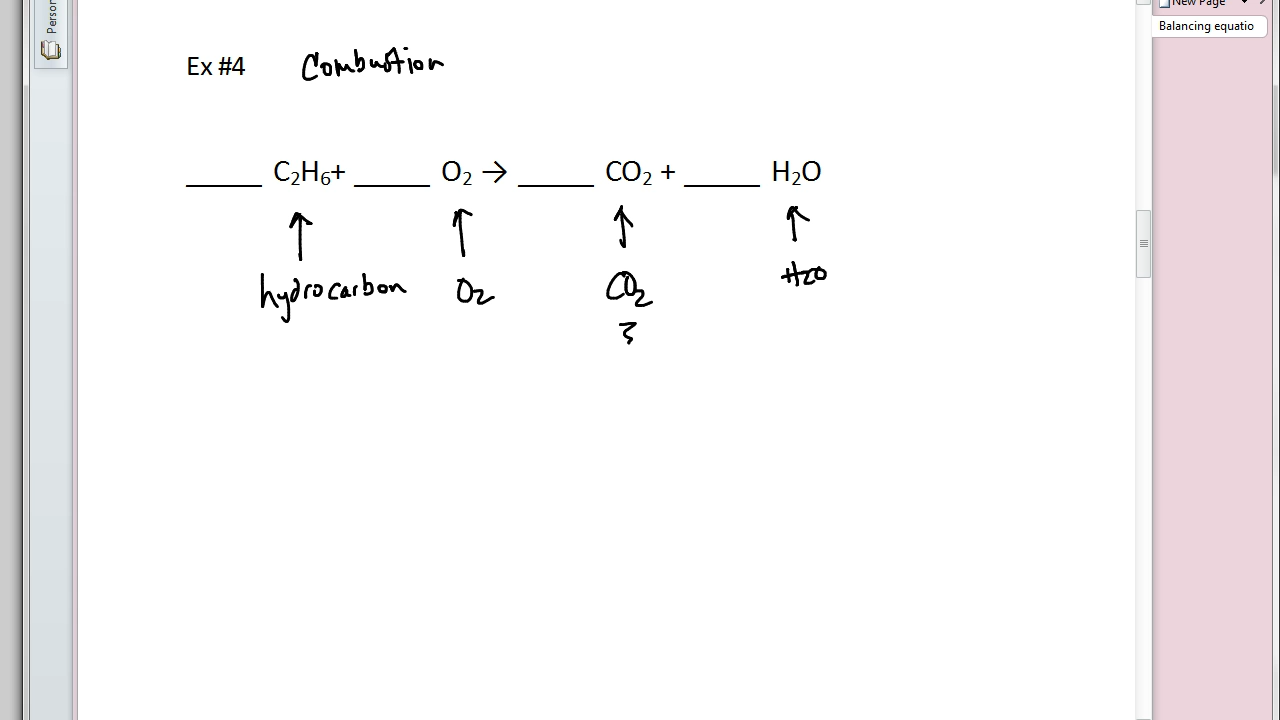 New Page
Person
Balancing equatio
Ex #4 Combustion
_____ C₂H₆+ _____ O₂ → _____ CO₂ + _____ H₂O
hydrocarbon O₂ CO₂ H₂O
3